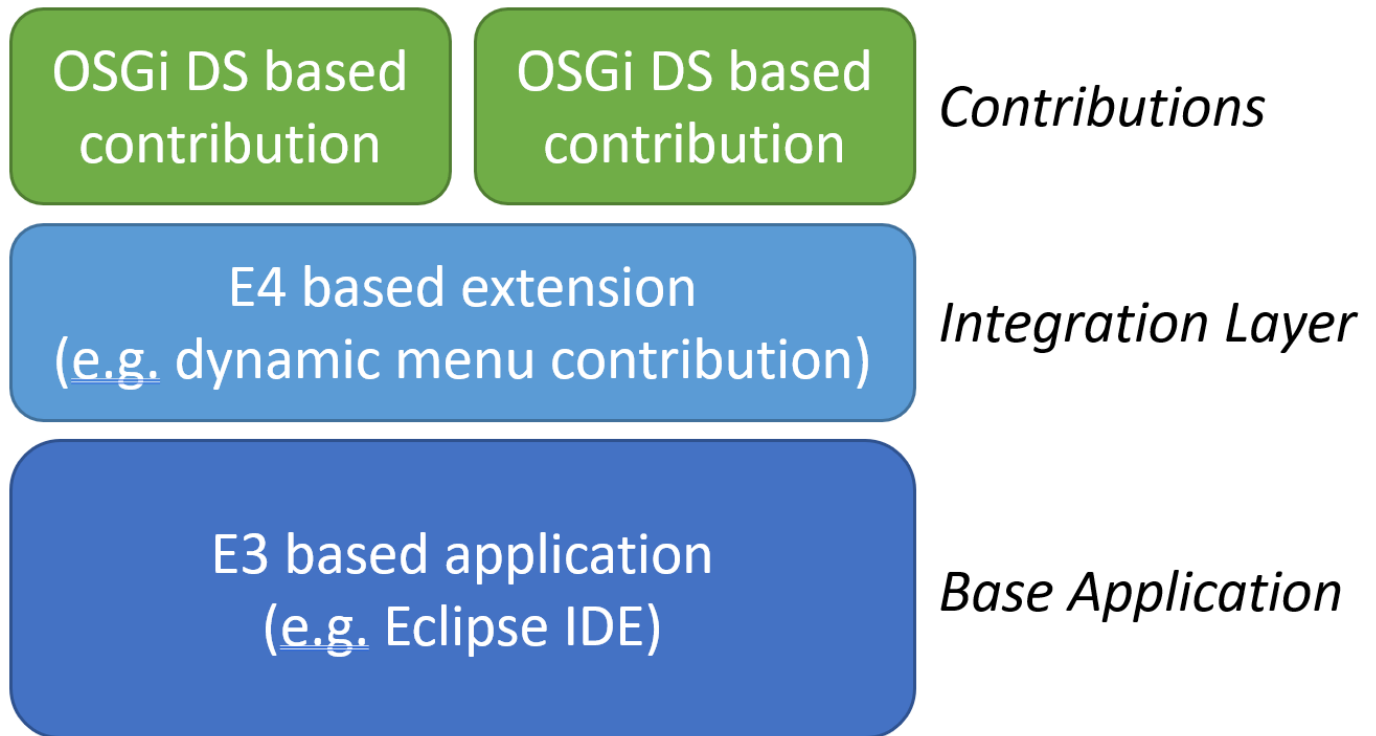 OSGi DS based
contribution
OSGi DS based
contribution
Contributions
E4 based extension
(e.g. dynamic menu contribution)
Integration Layer
E3 based application
(e.g. Eclipse IDE)
Base Application